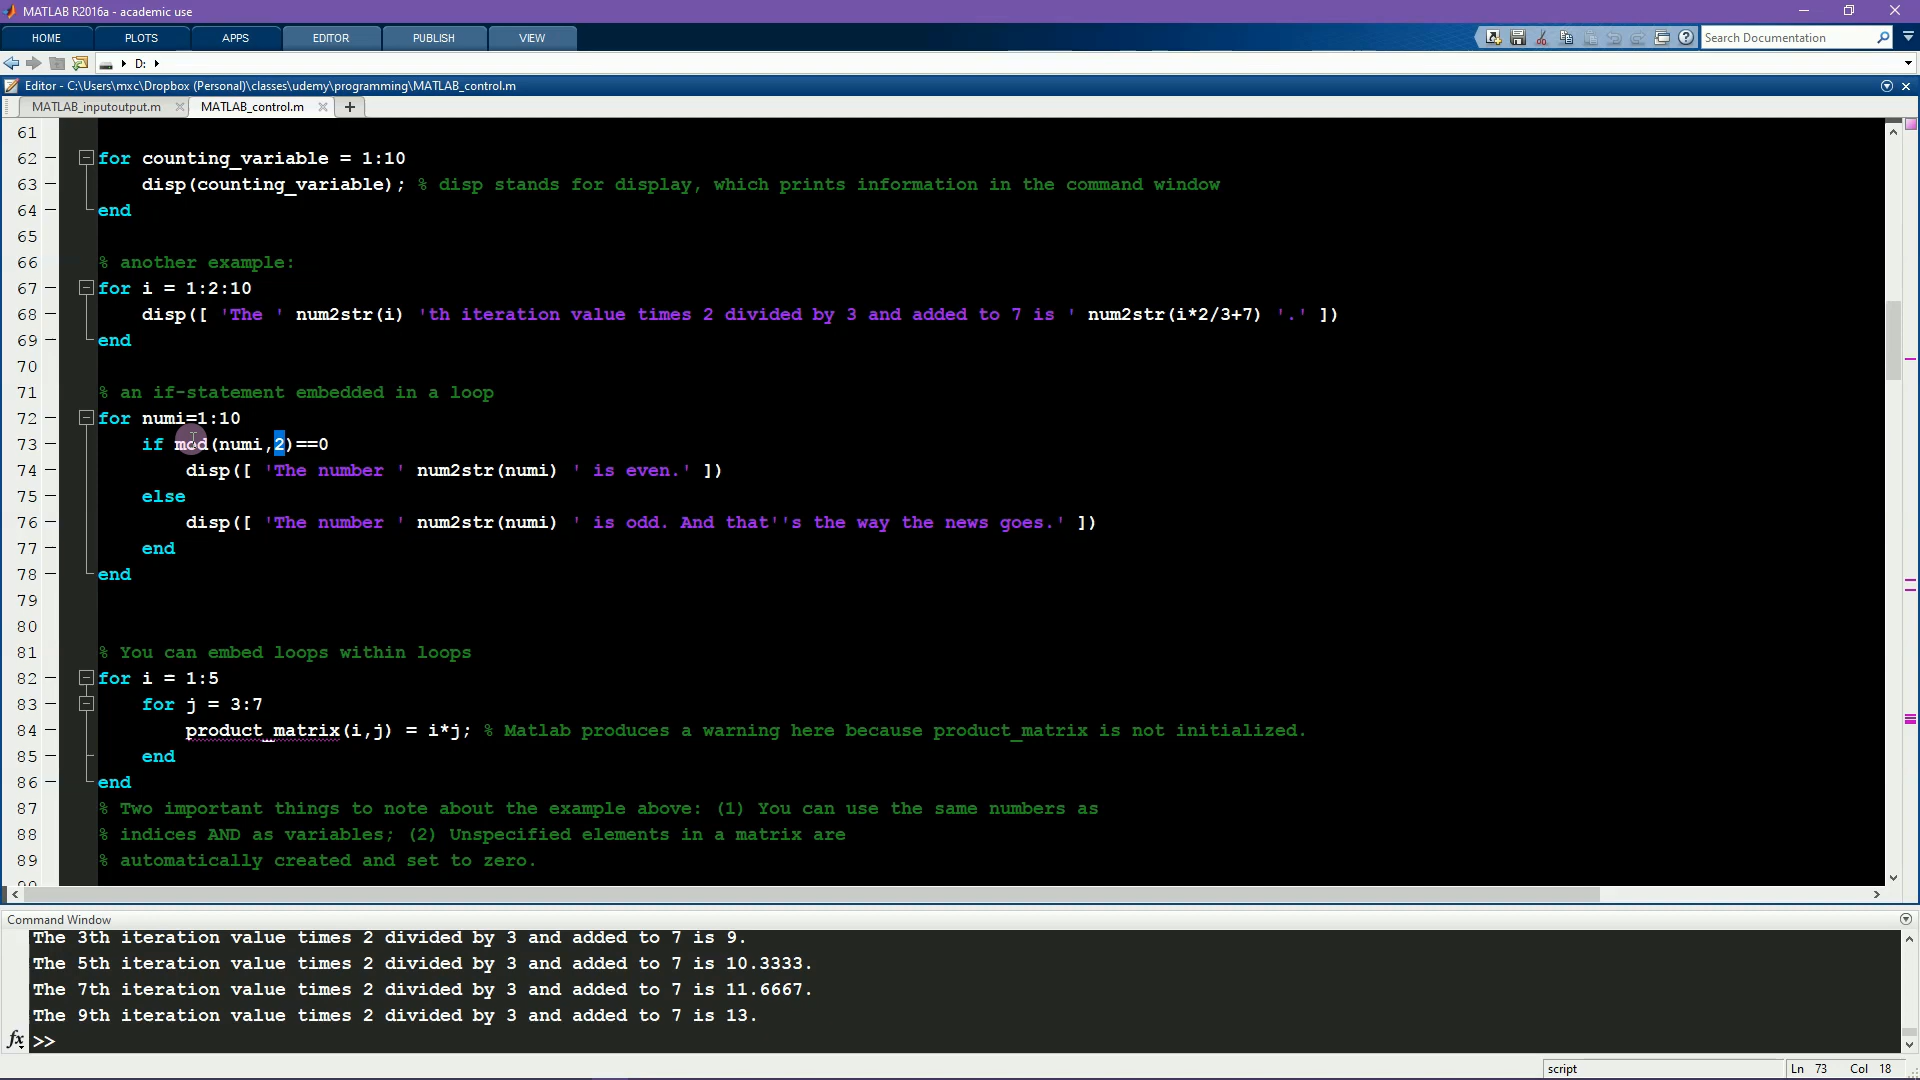 MATLAB R2016a - academic use
HOME PLOTS APPS EDITOR PUBLISH VIEW Search Documentation
D:
Editor - C:\Users\mxc\Dropbox (Personal)\classes\udemy\programming\MATLAB_control.m
MATLAB_inputoutput.m MATLAB_control.m
61
62 for counting_variable = 1:10
63 disp(counting_variable); % disp stands for display, which prints information in the command window
64 end
65
66 % another example:
67 for i = 1:2:10
68 disp([ 'The ' num2str(i) 'th iteration value times 2 divided by 3 and added to 7 is ' num2str(i*2/3+7) '.' ])
69 end
70
71 % an if-statement embedded in a loop
72 for numi=1:10
73 if mod(numi,2)==0
74 disp([ 'The number ' num2str(numi) ' is even.' ])
75 else
76 disp([ 'The number ' num2str(numi) ' is odd. And that''s the way the news goes.' ])
77 end
78 end
79
80
81 % You can embed loops within loops
82 for i = 1:5
83 for j = 3:7
84 product_matrix(i,j) = i*j; % Matlab produces a warning here because product_matrix is not initialized.
85 end
86 end
87 % Two important things to note about the example above: (1) You can use the same numbers as
88 % indices AND as variables; (2) Unspecified elements in a matrix are
89 % automatically created and set to zero.
Command Window
The 3th iteration value times 2 divided by 3 and added to 7 is 9.
The 5th iteration value times 2 divided by 3 and added to 7 is 10.3333.
The 7th iteration value times 2 divided by 3 and added to 7 is 11.6667.
The 9th iteration value times 2 divided by 3 and added to 7 is 13.
fx >>
script Ln 73 Col 18